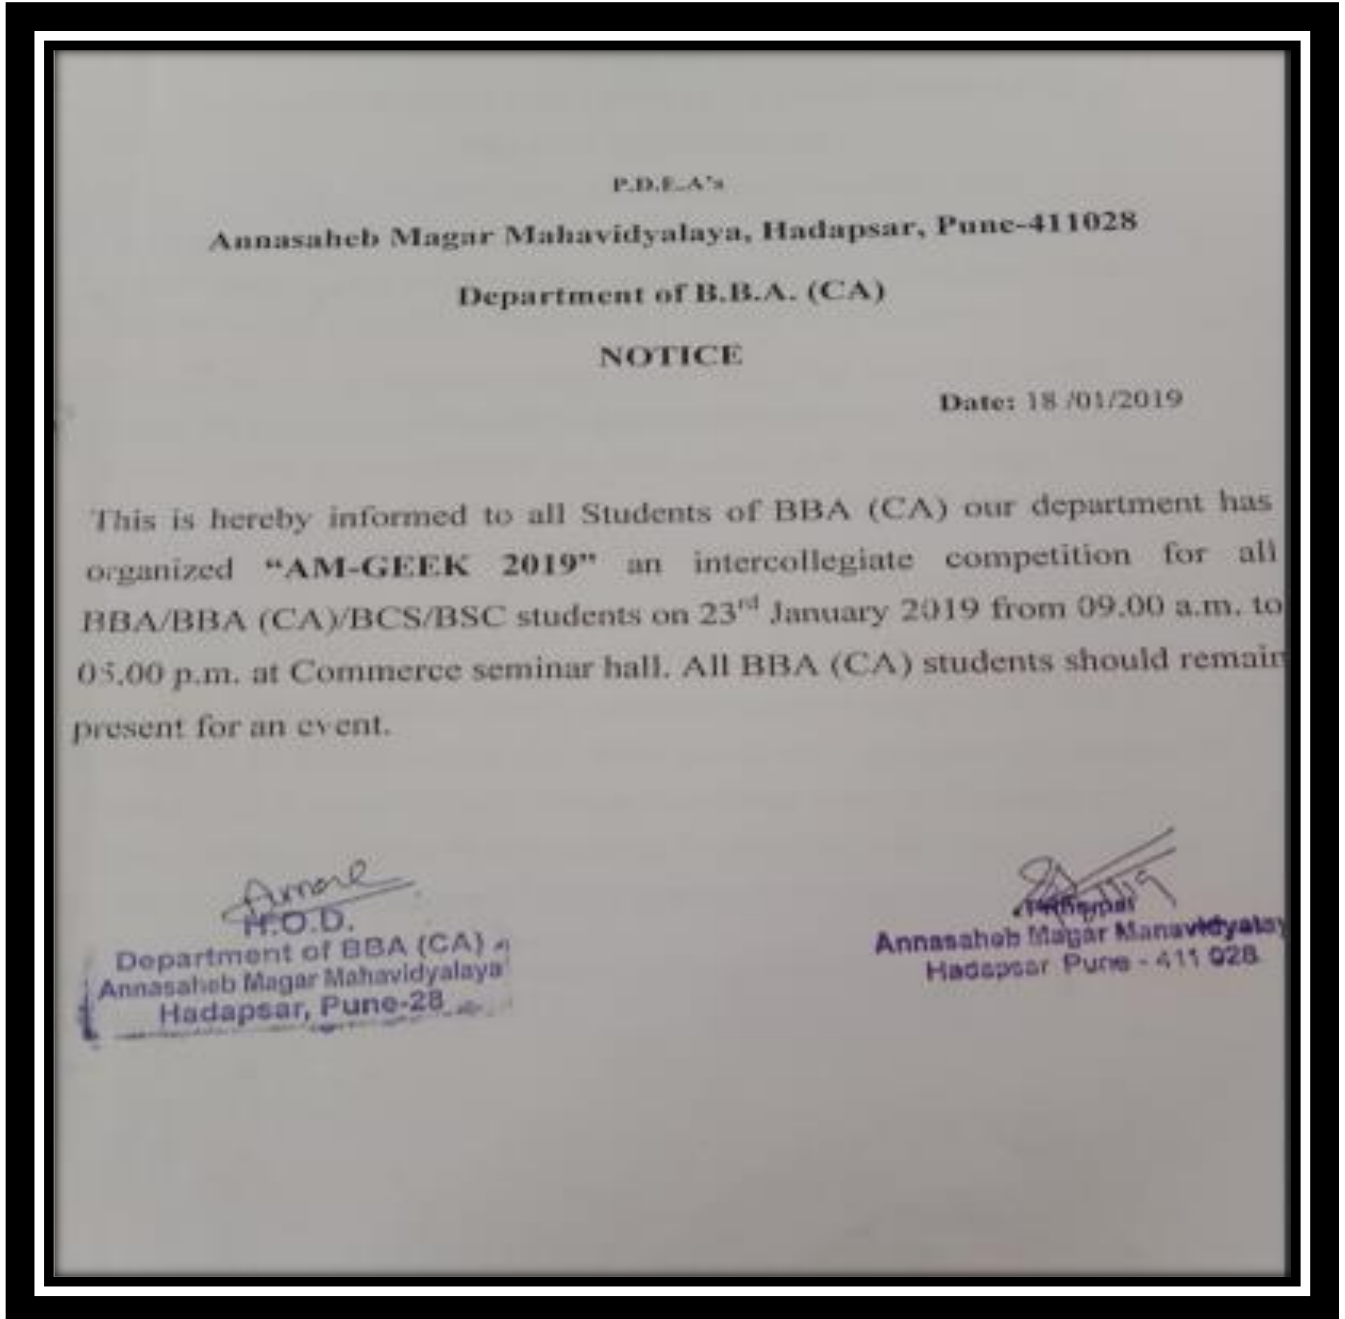 P.D.E.A's
Annasaheb Magar Mahavidyalaya, Hadapsar, Pune-411028
Department of B.B.A. (CA)
NOTICE
Date: 18 /01/2019
This is hereby informed to all Students of BBA (CA) our department has
organized “AM-GEEK 2019” an intercollegiate competition for all
BBA/BBA (CA)/BCS/BSC students on 23rd January 2019 from 09.00 a.m. to
05.00 p.m. at Commerce seminar hall. All BBA (CA) students should remain
present for an event.
H.O.D.
Department of BBA (CA)
Annasaheb Magar Mahavidyalaya
Hadapsar, Pune-28
Principal
Annasaheb Magar Mahavidyalay
Hadapsar Pune - 411 028